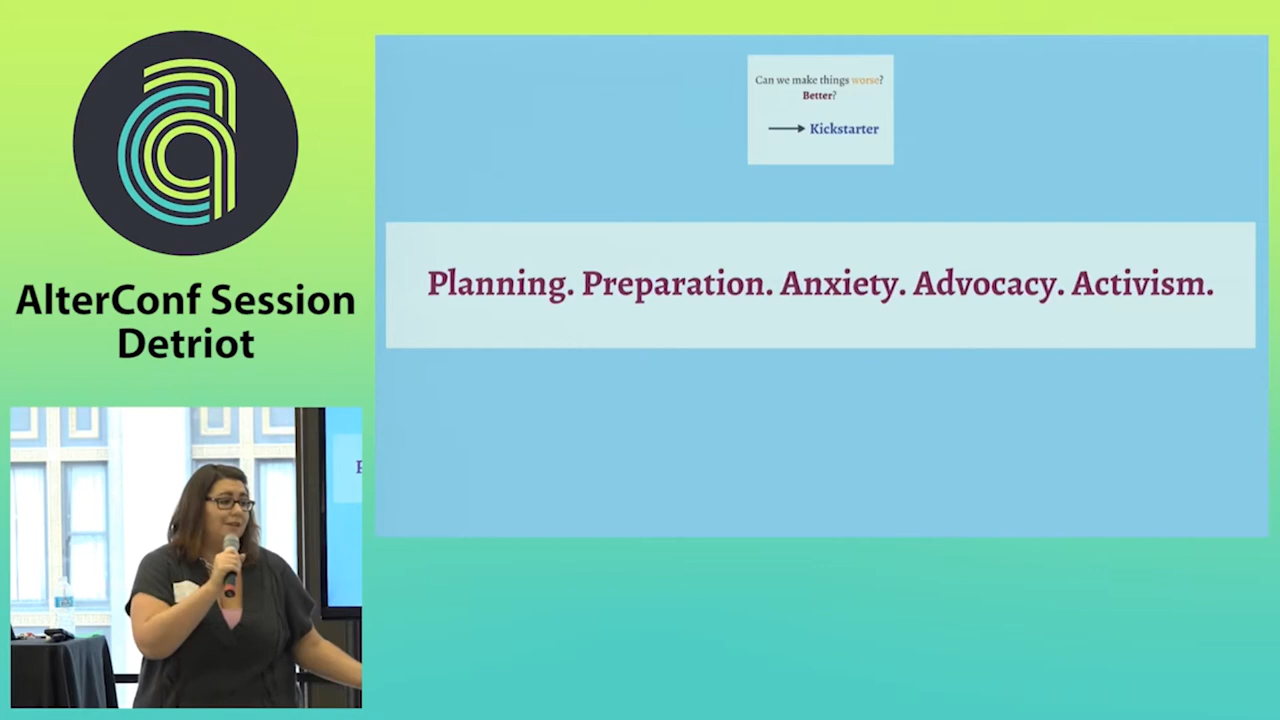 AlterConf Session
Detriot
Can we make things worse?
Better?
Kickstarter
Planning. Preparation. Anxiety. Advocacy. Activism.